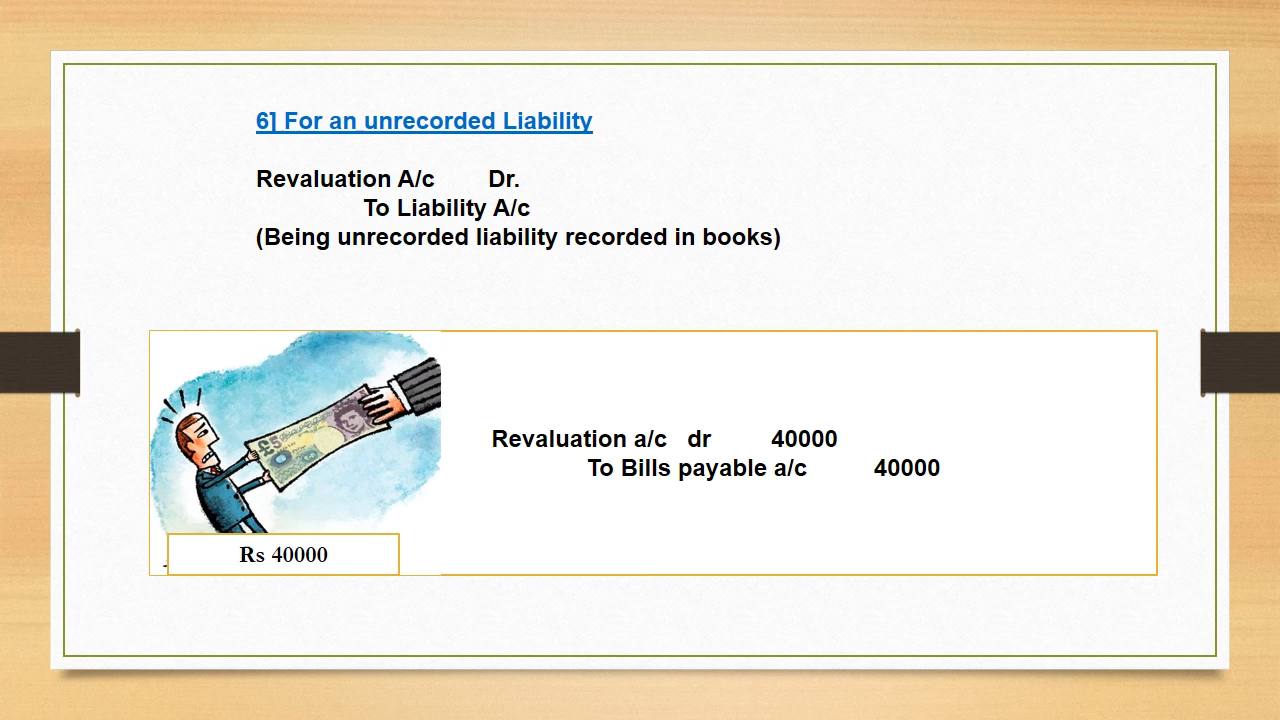 6] For an unrecorded Liability
Revaluation A/c Dr.
To Liability A/c
(Being unrecorded liability recorded in books)
£5
Revaluation a/c dr 40000
To Bills payable a/c 40000
Rs 40000